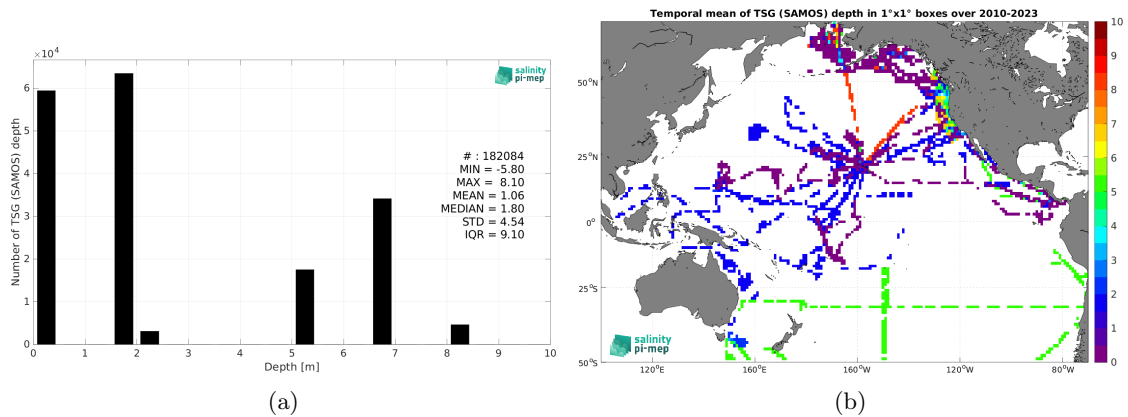 ×10⁴
6
5
4
3
2
1
0
Number of TSG (SAMOS) depth
salinity
pi-mep
# : 182084
MIN = -5.80
MAX = 8.10
MEAN = 1.06
MEDIAN = 1.80
STD = 4.54
IQR = 9.10
0 1 2 3 4 5 6 7 8 9 10
Depth [m]
(a)
Temporal mean of TSG (SAMOS) depth in 1°x1° boxes over 2010-2023
50°N
25°N
0°
25°S
50°S
120°E 160°E 160°W 120°W 80°W
salinity
pi-mep
10
9
8
7
6
5
4
3
2
1
0
(b)